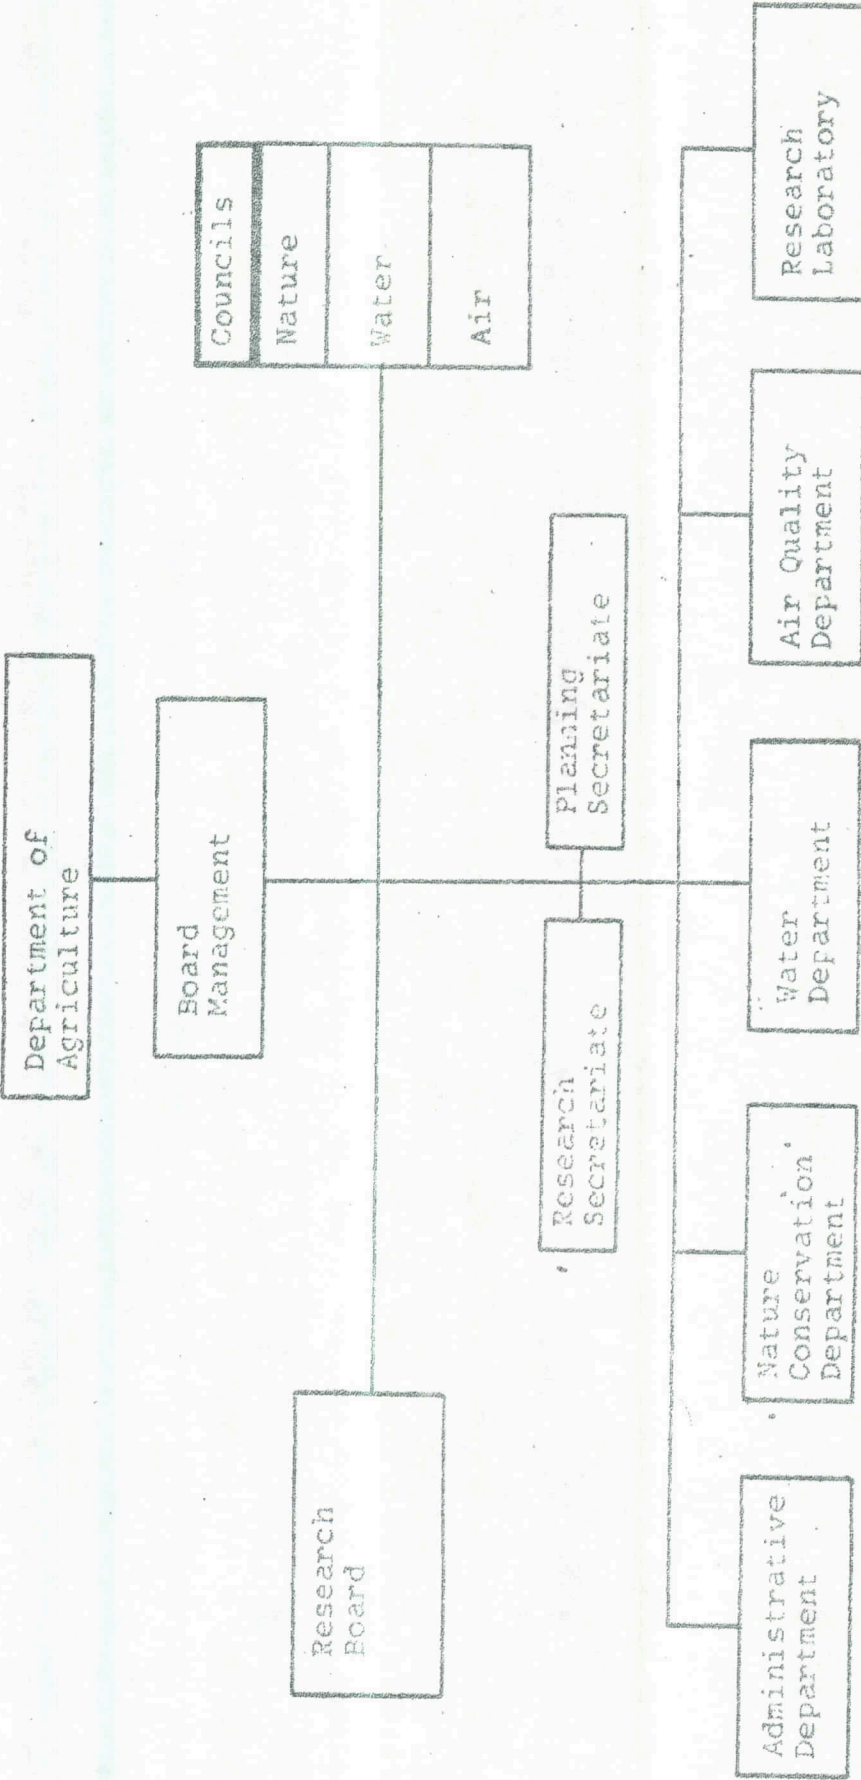 Department of
Agriculture
Board
Management
Research
Board
Councils
Nature
Water
Air
Research
Secretariate
Planning
Secretariate
Administrative
Department
Nature
Conservation
Department
Water
Department
Air Quality
Department
Research
Laboratory